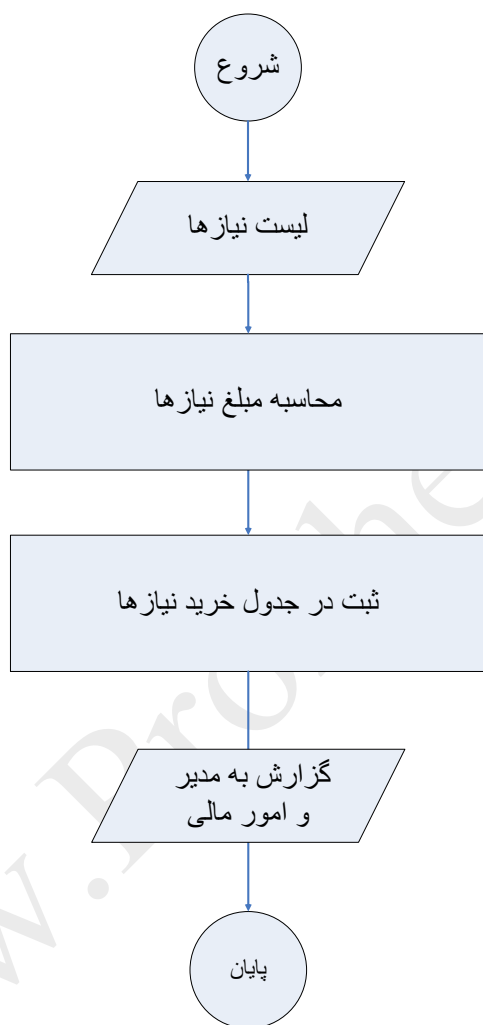 شروع
لیست نیازها
محاسبه مبلغ نیازها
ثبت در جدول خرید نیازها
گزارش به مدیر
و امور مالی
پایان